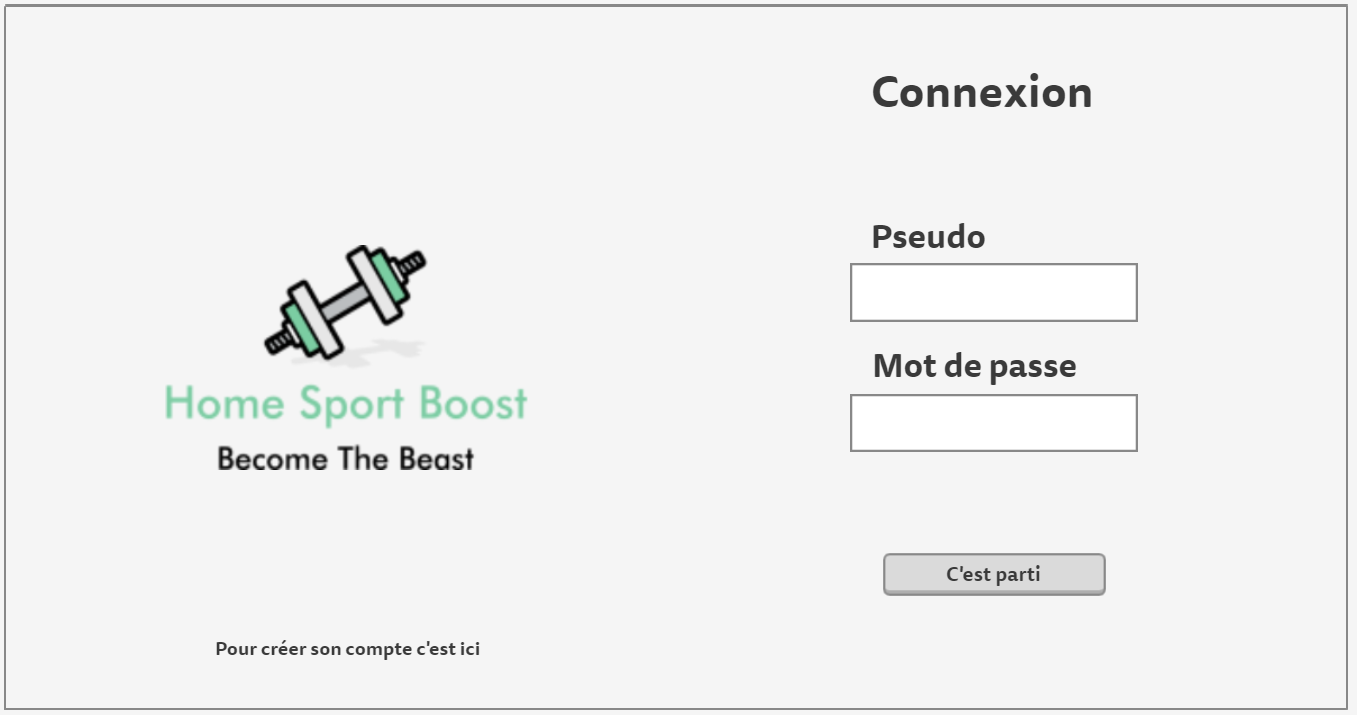 Connexion
Pseudo
Mot de passe
C'est parti
Home Sport Boost
Become The Beast
Pour créer son compte c'est ici